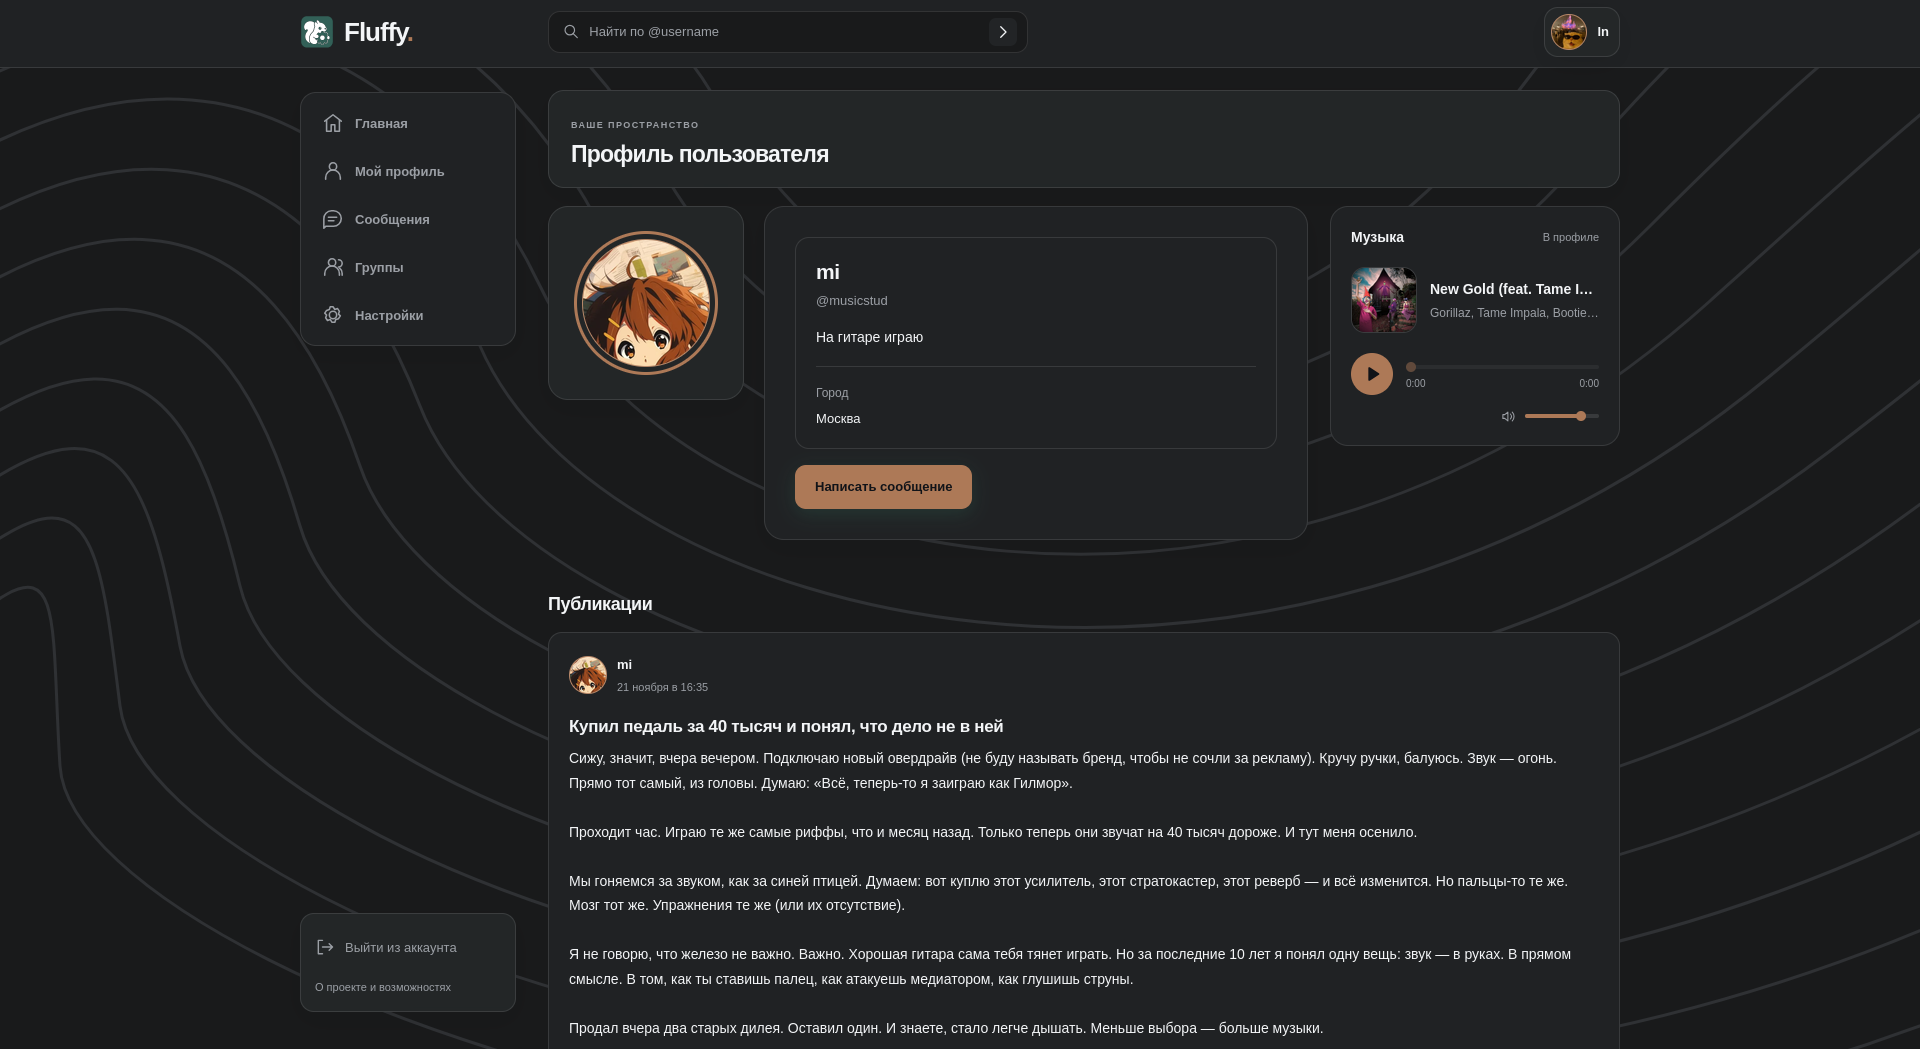 Fluffy.
Найти по @username
In
Главная
Мой профиль
Сообщения
Группы
Настройки
ВАШЕ ПРОСТРАНСТВО
Профиль пользователя
mi
@musicstud
На гитаре играю
Город
Москва
Написать сообщение
Музыка
В профиле
New Gold (feat. Tame I…
Gorillaz, Tame Impala, Bootie…
0:00
0:00
Публикации
mi
21 ноября в 16:35
Купил педаль за 40 тысяч и понял, что дело не в ней
Сижу, значит, вчера вечером. Подключаю новый овердрайв (не буду называть бренд, чтобы не сочли за рекламу). Кручу ручки, балуюсь. Звук — огонь.
Прямо тот самый, из головы. Думаю: «Всё, теперь-то я заиграю как Гилмор».
Проходит час. Играю те же самые риффы, что и месяц назад. Только теперь они звучат на 40 тысяч дороже. И тут меня осенило.
Мы гоняемся за звуком, как за синей птицей. Думаем: вот куплю этот усилитель, этот стратокастер, этот реверб — и всё изменится. Но пальцы-то те же.
Мозг тот же. Упражнения те же (или их отсутствие).
Я не говорю, что железо не важно. Важно. Хорошая гитара сама тебя тянет играть. Но за последние 10 лет я понял одну вещь: звук — в руках. В прямом
смысле. В том, как ты ставишь палец, как атакуешь медиатором, как глушишь струны.
Продал вчера два старых дилея. Оставил один. И знаете, стало легче дышать. Меньше выбора — больше музыки.
Выйти из аккаунта
О проекте и возможностях